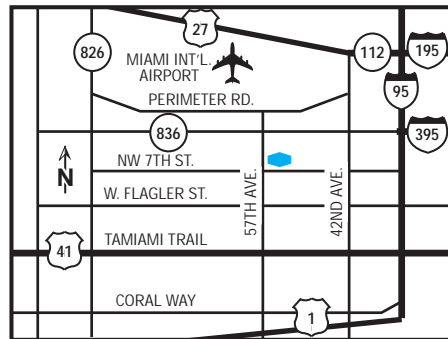 27
826
112
195
MIAMI INT'L.
AIRPORT
95
PERIMETER RD.
836
395
N
NW 7TH ST.
57TH AVE.
42ND AVE.
W. FLAGLER ST.
TAMIAMI TRAIL
41
CORAL WAY
1